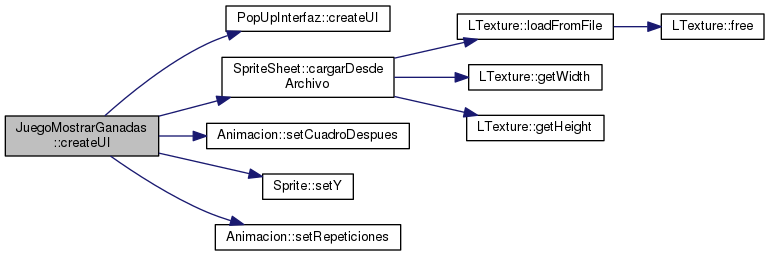 JuegoMostrarGanadas
::createUI
PopUpInterfaz::createUI
SpriteSheet::cargarDesde
Archivo
Animacion::setCuadroDespues
Sprite::setY
Animacion::setRepeticiones
LTexture::loadFromFile
LTexture::getWidth
LTexture::getHeight
LTexture::free